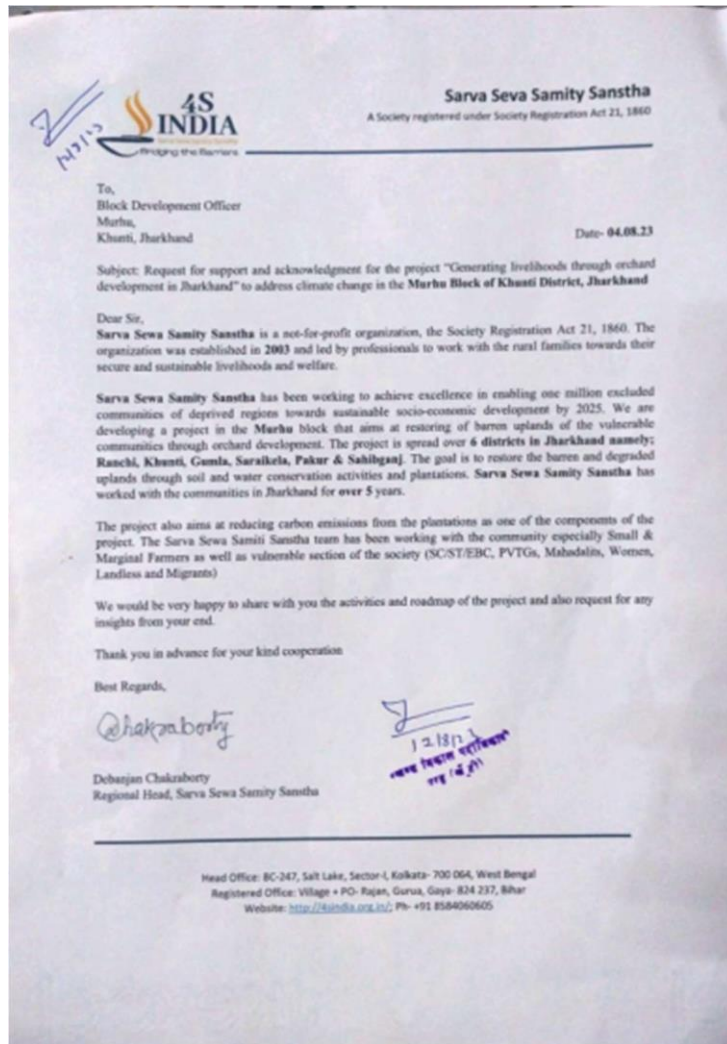 4S
INDIA
Bridging the Barriers
Sarva Seva Samity Sanstha
A Society registered under Society Registration Act 21, 1860
To,
Block Development Officer
Murhu,
Khunti, Jharkhand
Date- 04.08.23
Subject: Request for support and acknowledgment for the project "Generating livelihoods through orchard
development in Jharkhand" to address climate change in the Murhu Block of Khunti District, Jharkhand
Dear Sir,
Sarva Sewa Samity Sanstha is a not-for-profit organization, the Society Registration Act 21, 1860. The
organization was established in 2003 and led by professionals to work with the rural families towards their
secure and sustainable livelihoods and welfare.
Sarva Sewa Samity Sanstha has been working to achieve excellence in enabling one million excluded
communities of deprived regions towards sustainable socio-economic development by 2025. We are
developing a project in the Murhu block that aims at restoring of barren uplands of the vulnerable
communities through orchard development. The project is spread over 6 districts in Jharkhand namely;
Ranchi, Khunti, Gumla, Saraikela, Pakur & Sahibganj. The goal is to restore the barren and degraded
uplands through soil and water conservation activities and plantations. Sarva Sewa Samity Sanstha has
worked with the communities in Jharkhand for over 5 years.
The project also aims at reducing carbon emissions from the plantations as one of the components of the
project. The Sarva Sewa Samiti Sanstha team has been working with the community especially Small &
Marginal Farmers as well as vulnerable section of the society (SC/ST/EBC, PVTGs, Mahadalits, Women,
Landless and Migrants)
We would be very happy to share with you the activities and roadmap of the project and also request for any
insights from your end.
Thank you in advance for your kind cooperation
Best Regards,
Chakraborty
12/8/23
खण्ड विकास पदाधिकारी
Debanjan Chakraborty
Regional Head, Sarva Sewa Samity Sanstha
Head Office: BC-247, Salt Lake, Sector-I, Kolkata- 700 064, West Bengal
Registered Office: Village + PO- Rajan, Gurua, Gaya- 824 237, Bihar
Website: http://4sindia.org.in/; Ph- +91 8584060605